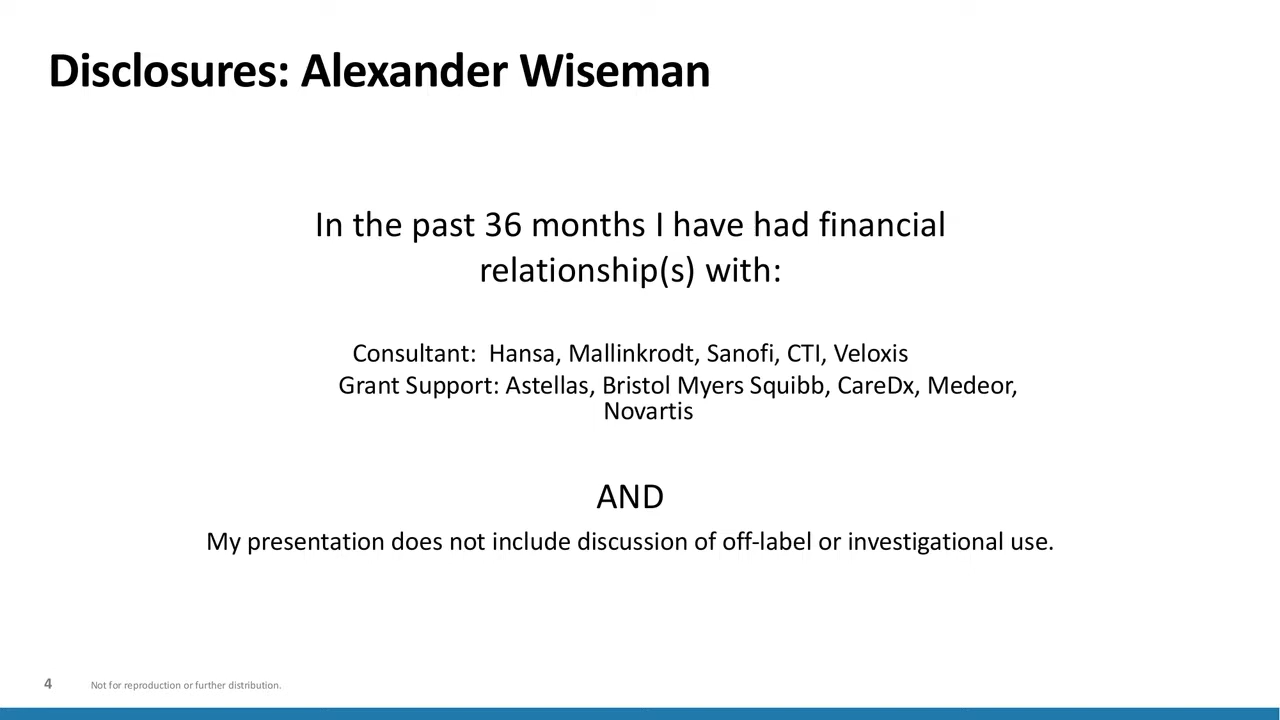 Disclosures: Alexander Wiseman
In the past 36 months I have had financial
relationship(s) with:
Consultant:  Hansa, Mallinkrodt, Sanofi, CTI, Veloxis
Grant Support: Astellas, Bristol Myers Squibb, CareDx, Medeor,
Novartis
AND
My presentation does not include discussion of off-label or investigational use.
4 Not for reproduction or further distribution.